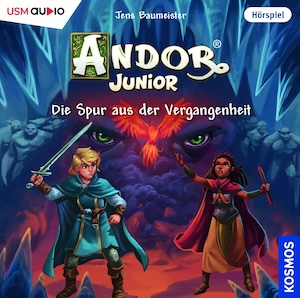 USM AUDIO
Jens Baumeister
Hörspiel
ANDOR®
JUNIOR
Die Spur aus der Vergangenheit
KOSMOS